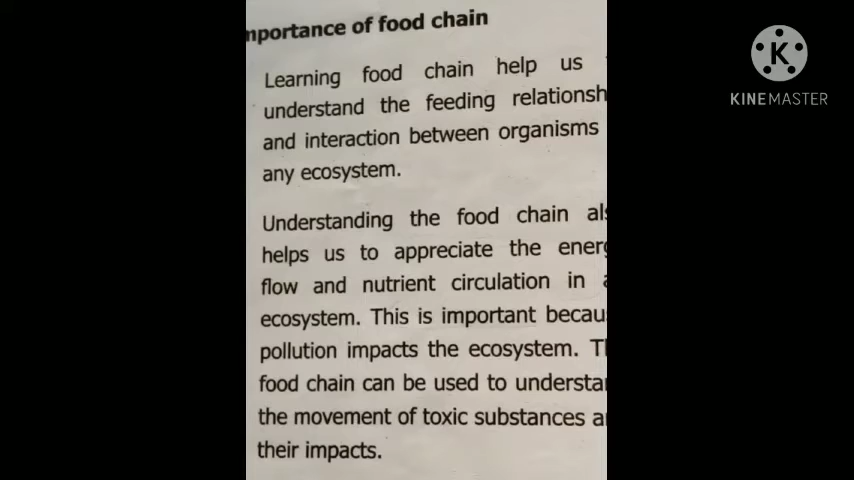 mportance of food chain
Learning food chain help us
understand the feeding relationsh
and interaction between organisms
any ecosystem.
Understanding the food chain als
helps us to appreciate the energ
flow and nutrient circulation in a
ecosystem. This is important becau
pollution impacts the ecosystem. Th
food chain can be used to understa
the movement of toxic substances a
their impacts.
K
KINEMASTER